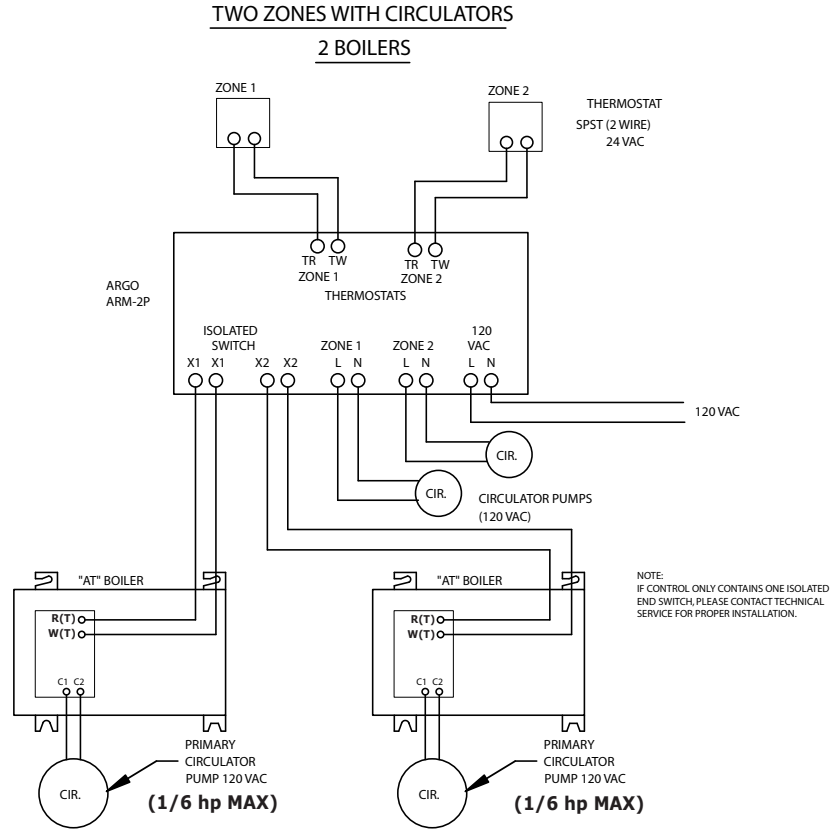 TWO ZONES WITH CIRCULATORS
2 BOILERS
ZONE 1
ZONE 2
THERMOSTAT
SPST (2 WIRE)
24 VAC
TR TW
ZONE 1
TR TW
ZONE 2
THERMOSTATS
ARGO
ARM-2P
ISOLATED
SWITCH
X1 X1 X2 X2
ZONE 1
L N
ZONE 2
L N
120
VAC
L N
120 VAC
CIR.
CIR.
CIRCULATOR PUMPS
(120 VAC)
"AT" BOILER
R(T)
W(T)
C1 C2
CIR.
PRIMARY
CIRCULATOR
PUMP 120 VAC
(1/6 hp MAX)
"AT" BOILER
R(T)
W(T)
C1 C2
CIR.
PRIMARY
CIRCULATOR
PUMP 120 VAC
(1/6 hp MAX)
NOTE:
IF CONTROL ONLY CONTAINS ONE ISOLATED
END SWITCH, PLEASE CONTACT TECHNICAL
SERVICE FOR PROPER INSTALLATION.